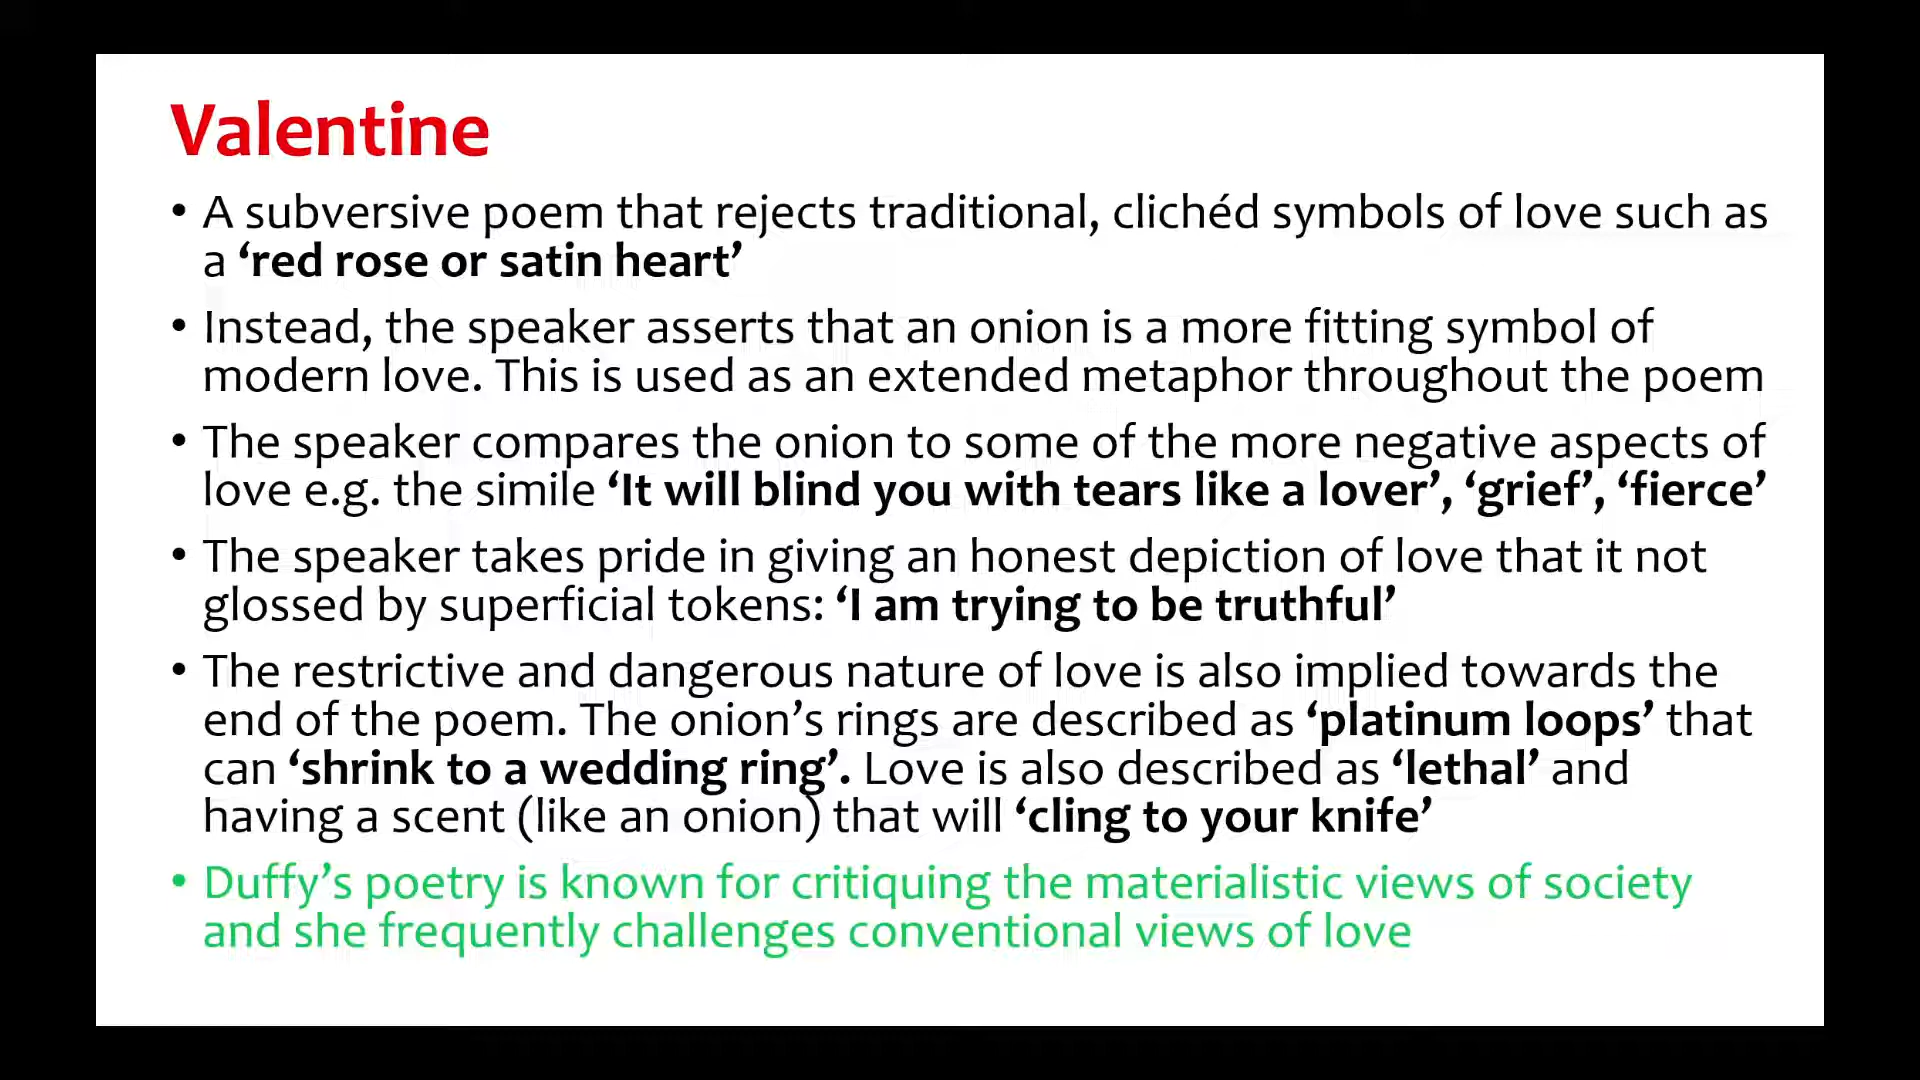 Valentine
• A subversive poem that rejects traditional, clichéd symbols of love such as
a ‘red rose or satin heart’
• Instead, the speaker asserts that an onion is a more fitting symbol of
modern love. This is used as an extended metaphor throughout the poem
• The speaker compares the onion to some of the more negative aspects of
love e.g. the simile ‘It will blind you with tears like a lover’, ‘grief’, ‘fierce’
• The speaker takes pride in giving an honest depiction of love that it not
glossed by superficial tokens: ‘I am trying to be truthful’
• The restrictive and dangerous nature of love is also implied towards the
end of the poem. The onion’s rings are described as ‘platinum loops’ that
can ‘shrink to a wedding ring’. Love is also described as ‘lethal’ and
having a scent (like an onion) that will ‘cling to your knife’
• Duffy’s poetry is known for critiquing the materialistic views of society
and she frequently challenges conventional views of love